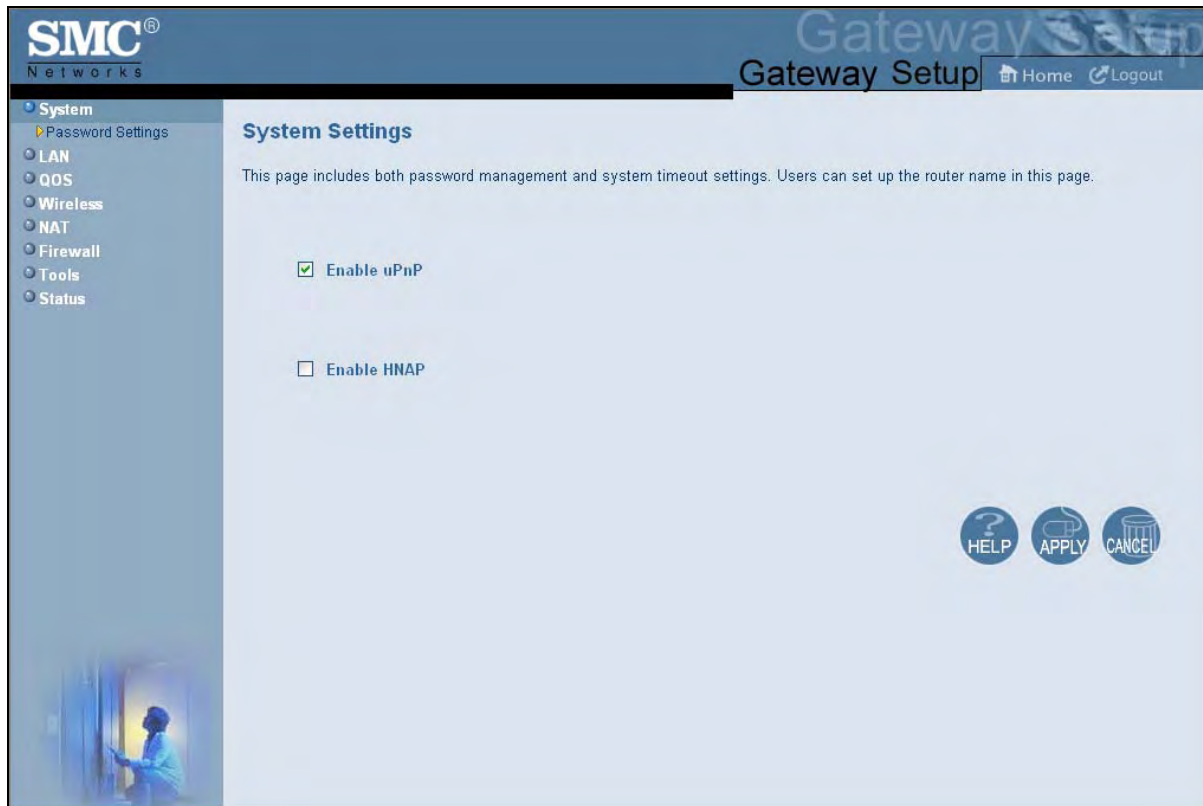 SMC®
Networks
Gateway Setup
Gateway Setup
Home
Logout
System
Password Settings
LAN
QOS
Wireless
NAT
Firewall
Tools
Status
System Settings
This page includes both password management and system timeout settings. Users can set up the router name in this page.
Enable uPnP
Enable HNAP
HELP
APPLY
CANCEL